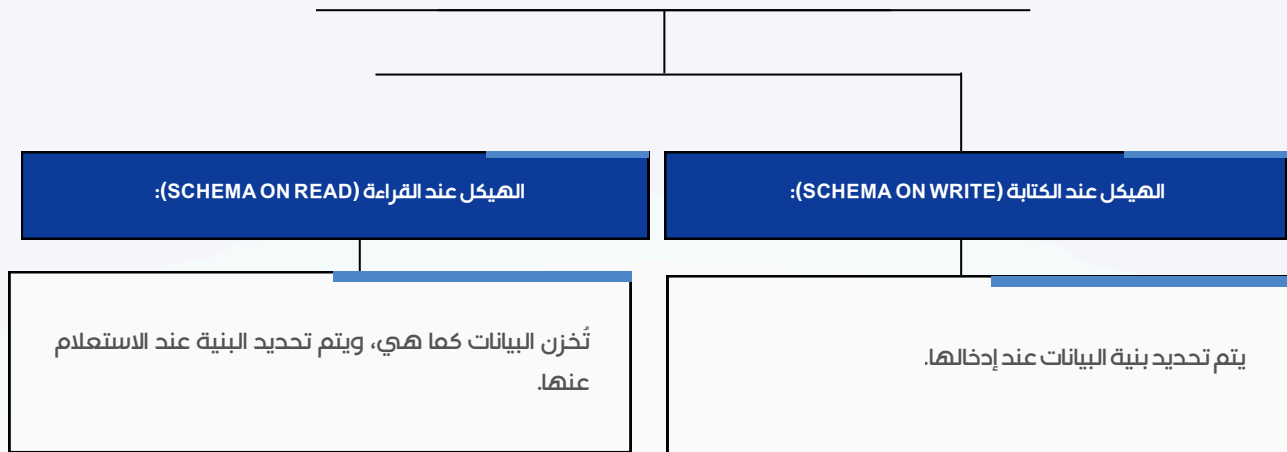 الهيكل عند الكتابة (SCHEMA ON WRITE):
يتم تحديد بنية البيانات عند إدخالها.
الهيكل عند القراءة (SCHEMA ON READ):
تُخزن البيانات كما هي، ويتم تحديد البنية عند الاستعلام
عنها.